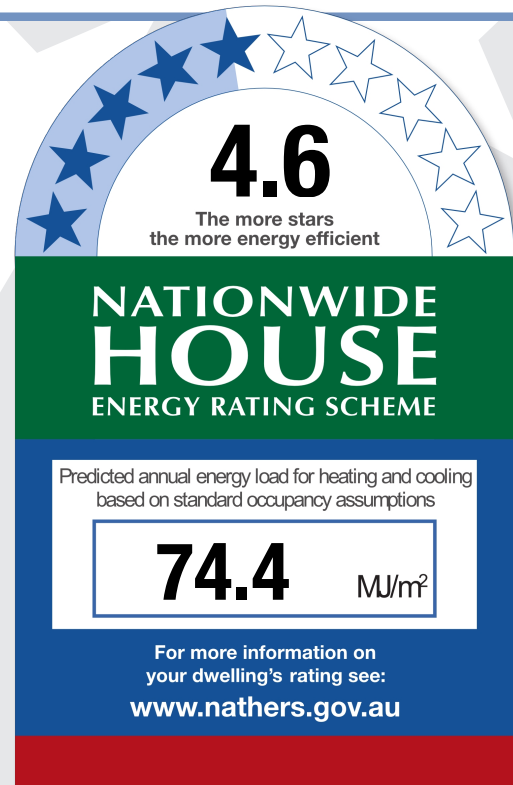 4.6
The more stars
the more energy efficient
NATIONWIDE
HOUSE
ENERGY RATING SCHEME
Predicted annual energy load for heating and cooling
based on standard occupancy assumptions
74.4 MJ/m²
For more information on
your dwelling's rating see:
www.nathers.gov.au